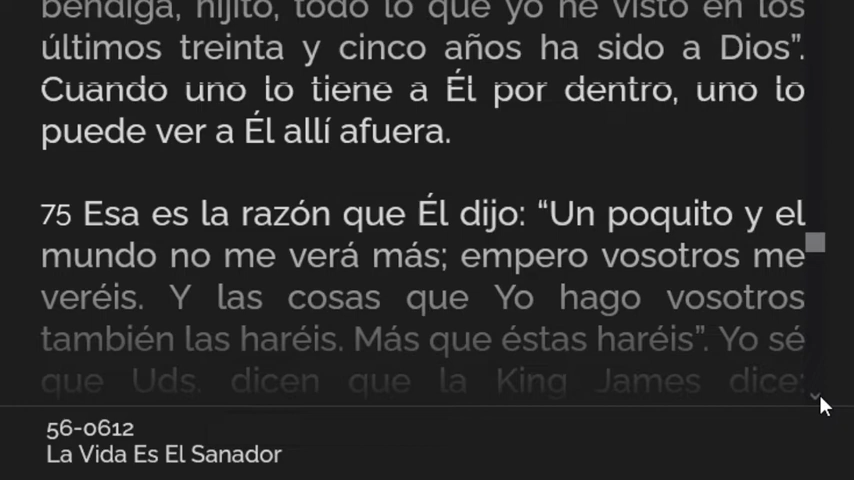 bendiga, hijito, todo lo que yo he visto en los
últimos treinta y cinco años ha sido a Dios”.
Cuando uno lo tiene a Él por dentro, uno lo
puede ver a Él allí afuera.
75 Esa es la razón que Él dijo: “Un poquito y el
mundo no me verá más; empero vosotros me
veréis. Y las cosas que Yo hago vosotros
también las haréis. Más que éstas haréis”. Yo sé
que Uds. dicen que la King James dice:
56-0612
La Vida Es El Sanador